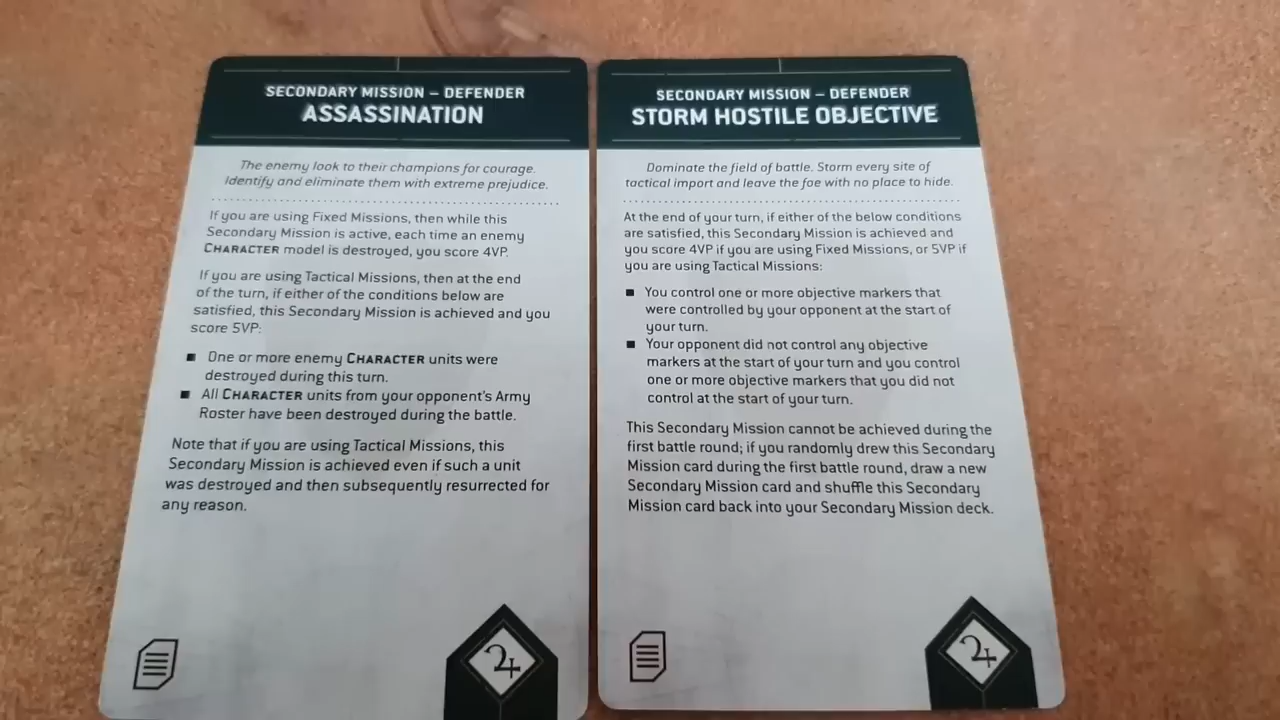 SECONDARY MISSION – DEFENDER
ASSASSINATION
The enemy look to their champions for courage.
Identify and eliminate them with extreme prejudice.
If you are using Fixed Missions, then while this
Secondary Mission is active, each time an enemy
CHARACTER model is destroyed, you score 4VP.
If you are using Tactical Missions, then at the end
of the turn, if either of the conditions below are
satisfied, this Secondary Mission is achieved and you
score 5VP:
■ One or more enemy CHARACTER units were
destroyed during this turn.
■ All CHARACTER units from your opponent's Army
Roster have been destroyed during the battle.
Note that if you are using Tactical Missions, this
Secondary Mission is achieved even if such a unit
was destroyed and then subsequently resurrected for
any reason.
SECONDARY MISSION – DEFENDER
STORM HOSTILE OBJECTIVE
Dominate the field of battle. Storm every site of
tactical import and leave the foe with no place to hide.
At the end of your turn, if either of the below conditions
are satisfied, this Secondary Mission is achieved and
you score 4VP if you are using Fixed Missions, or 5VP if
you are using Tactical Missions:
■ You control one or more objective markers that
were controlled by your opponent at the start of
your turn.
■ Your opponent did not control any objective
markers at the start of your turn and you control
one or more objective markers that you did not
control at the start of your turn.
This Secondary Mission cannot be achieved during the
first battle round; if you randomly drew this Secondary
Mission card during the first battle round, draw a new
Secondary Mission card and shuffle this Secondary
Mission card back into your Secondary Mission deck.